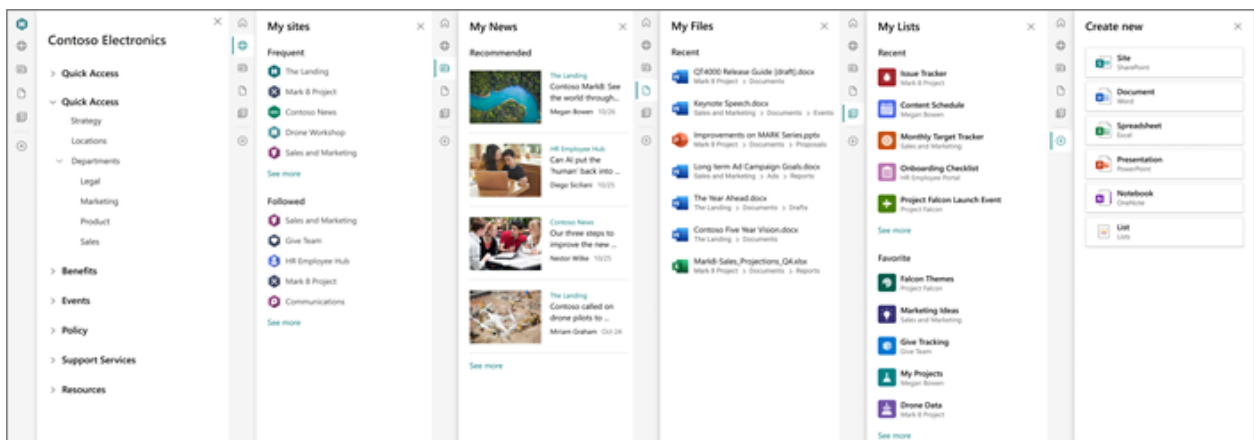 Contoso Electronics
Quick Access
Quick Access
Strategy
Locations
Departments
Legal
Marketing
Product
Sales
Benefits
Events
Policy
Support Services
Resources
My sites
Frequent
The Landing
Mark 8 Project
Contoso News
Drone Workshop
Sales and Marketing
See more
Followed
Sales and Marketing
Give Team
HR Employee Hub
Mark 8 Project
Communications
See more
My News
Recommended
The Landing
Contoso Mark8: See
the world through...
Megan Bowen 10/26
HR Employee Hub
Can AI put the
'human' back into ...
Diego Siciliani 10/25
Contoso News
Our three steps to
improve the new ...
Nestor Wilke 10/25
The Landing
Contoso called on
drone pilots to ...
Miriam Graham Oct 24
See more
My Files
Recent
QT4000 Release Guide [draft].docx
Mark 8 Project > Documents
Keynote Speech.docx
Sales and Marketing > Documents > Events
Improvements on MARK Series.pptx
Mark 8 Project > Documents > Proposals
Long term Ad Campaign Goals.docx
Sales and Marketing > Ads > Reports
The Year Ahead.docx
The Landing > Documents > Drafts
Contoso Five Year Vision.docx
The Landing > Documents
Mark8-Sales_Projections_Q4.xlsx
Mark 8 Project > Documents > Reports
My Lists
Recent
Issue Tracker
Mark 8 Project
Content Schedule
Megan Bowen
Monthly Target Tracker
Sales and Marketing
Onboarding Checklist
HR Employee Portal
Project Falcon Launch Event
Project Falcon
See more
Favorite
Falcon Themes
Project Falcon
Marketing Ideas
Sales and Marketing
Give Tracking
Give Team
My Projects
Megan Bowen
Drone Data
Mark 8 Project
See more
Create new
Site
SharePoint
Document
Word
Spreadsheet
Excel
Presentation
PowerPoint
Notebook
OneNote
List
Lists